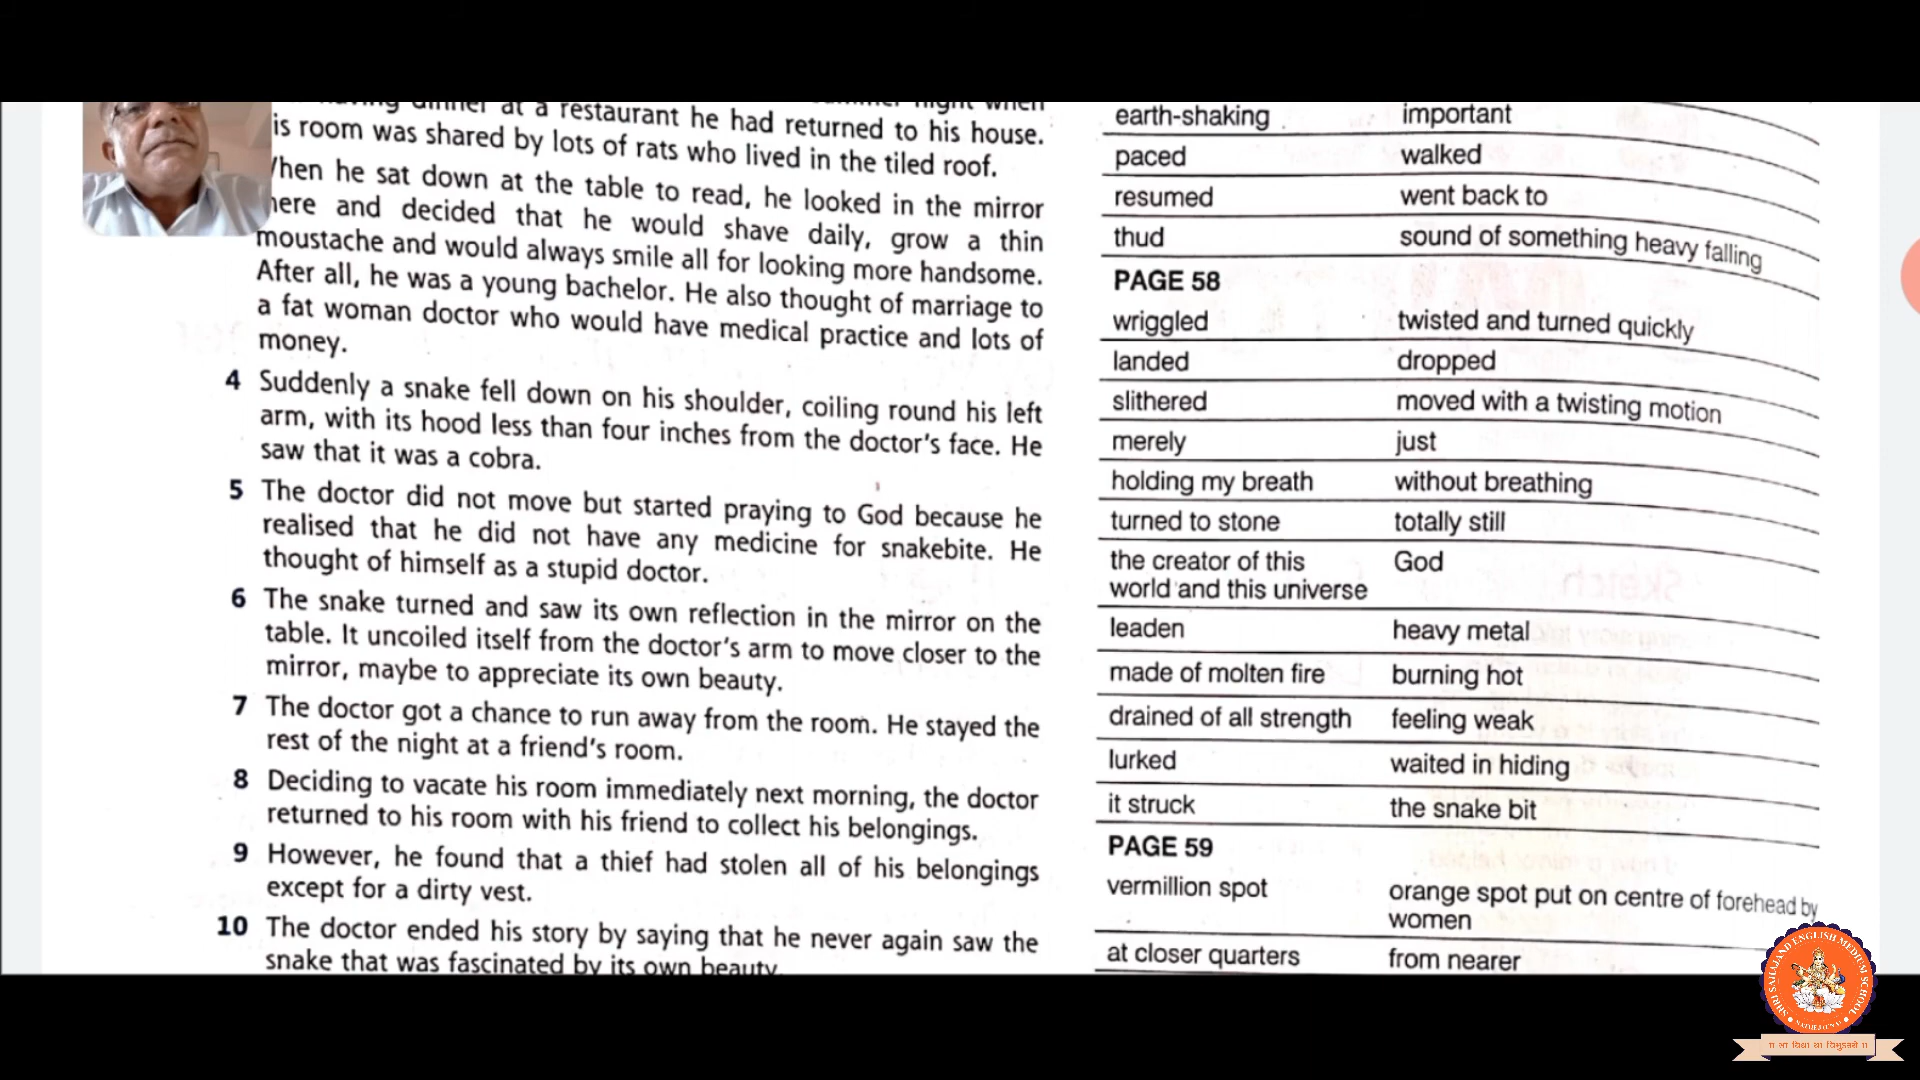 having dinner at a restaurant he had returned to his house.
is room was shared by lots of rats who lived in the tiled roof.
hen he sat down at the table to read, he looked in the mirror
here and decided that he would shave daily, grow a thin
moustache and would always smile all for looking more handsome.
After all, he was a young bachelor. He also thought of marriage to
a fat woman doctor who would have medical practice and lots of
money.
4 Suddenly a snake fell down on his shoulder, coiling round his left
arm, with its hood less than four inches from the doctor's face. He
saw that it was a cobra.
5 The doctor did not move but started praying to God because he
realised that he did not have any medicine for snakebite. He
thought of himself as a stupid doctor.
6 The snake turned and saw its own reflection in the mirror on the
table. It uncoiled itself from the doctor's arm to move closer to the
mirror, maybe to appreciate its own beauty.
7 The doctor got a chance to run away from the room. He stayed the
rest of the night at a friend's room.
8 Deciding to vacate his room immediately next morning, the doctor
returned to his room with his friend to collect his belongings.
9 However, he found that a thief had stolen all of his belongings
except for a dirty vest.
10 The doctor ended his story by saying that he never again saw the
snake that was fascinated by its own beauty
earth-shaking important
paced walked
resumed went back to
thud sound of something heavy falling
PAGE 58
wriggled twisted and turned quickly
landed dropped
slithered moved with a twisting motion
merely just
holding my breath without breathing
turned to stone totally still
the creator of this God
world and this universe
leaden heavy metal
made of molten fire burning hot
drained of all strength feeling weak
lurked waited in hiding
it struck the snake bit
PAGE 59
vermillion spot orange spot put on centre of forehead by
women
at closer quarters from nearer
SHRI SAHAJANAND ENGLISH MEDIUM SCHOOL